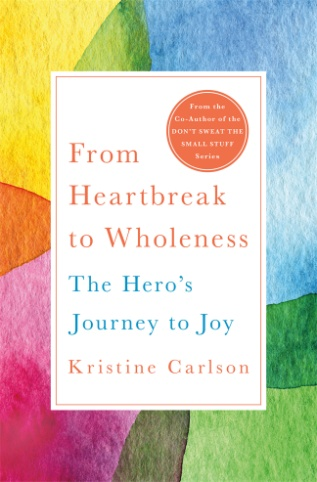 From the
Co-Author of the
DON'T SWEAT THE
SMALL STUFF
Series
From
Heartbreak
to Wholeness
The Hero's
Journey to Joy
Kristine Carlson